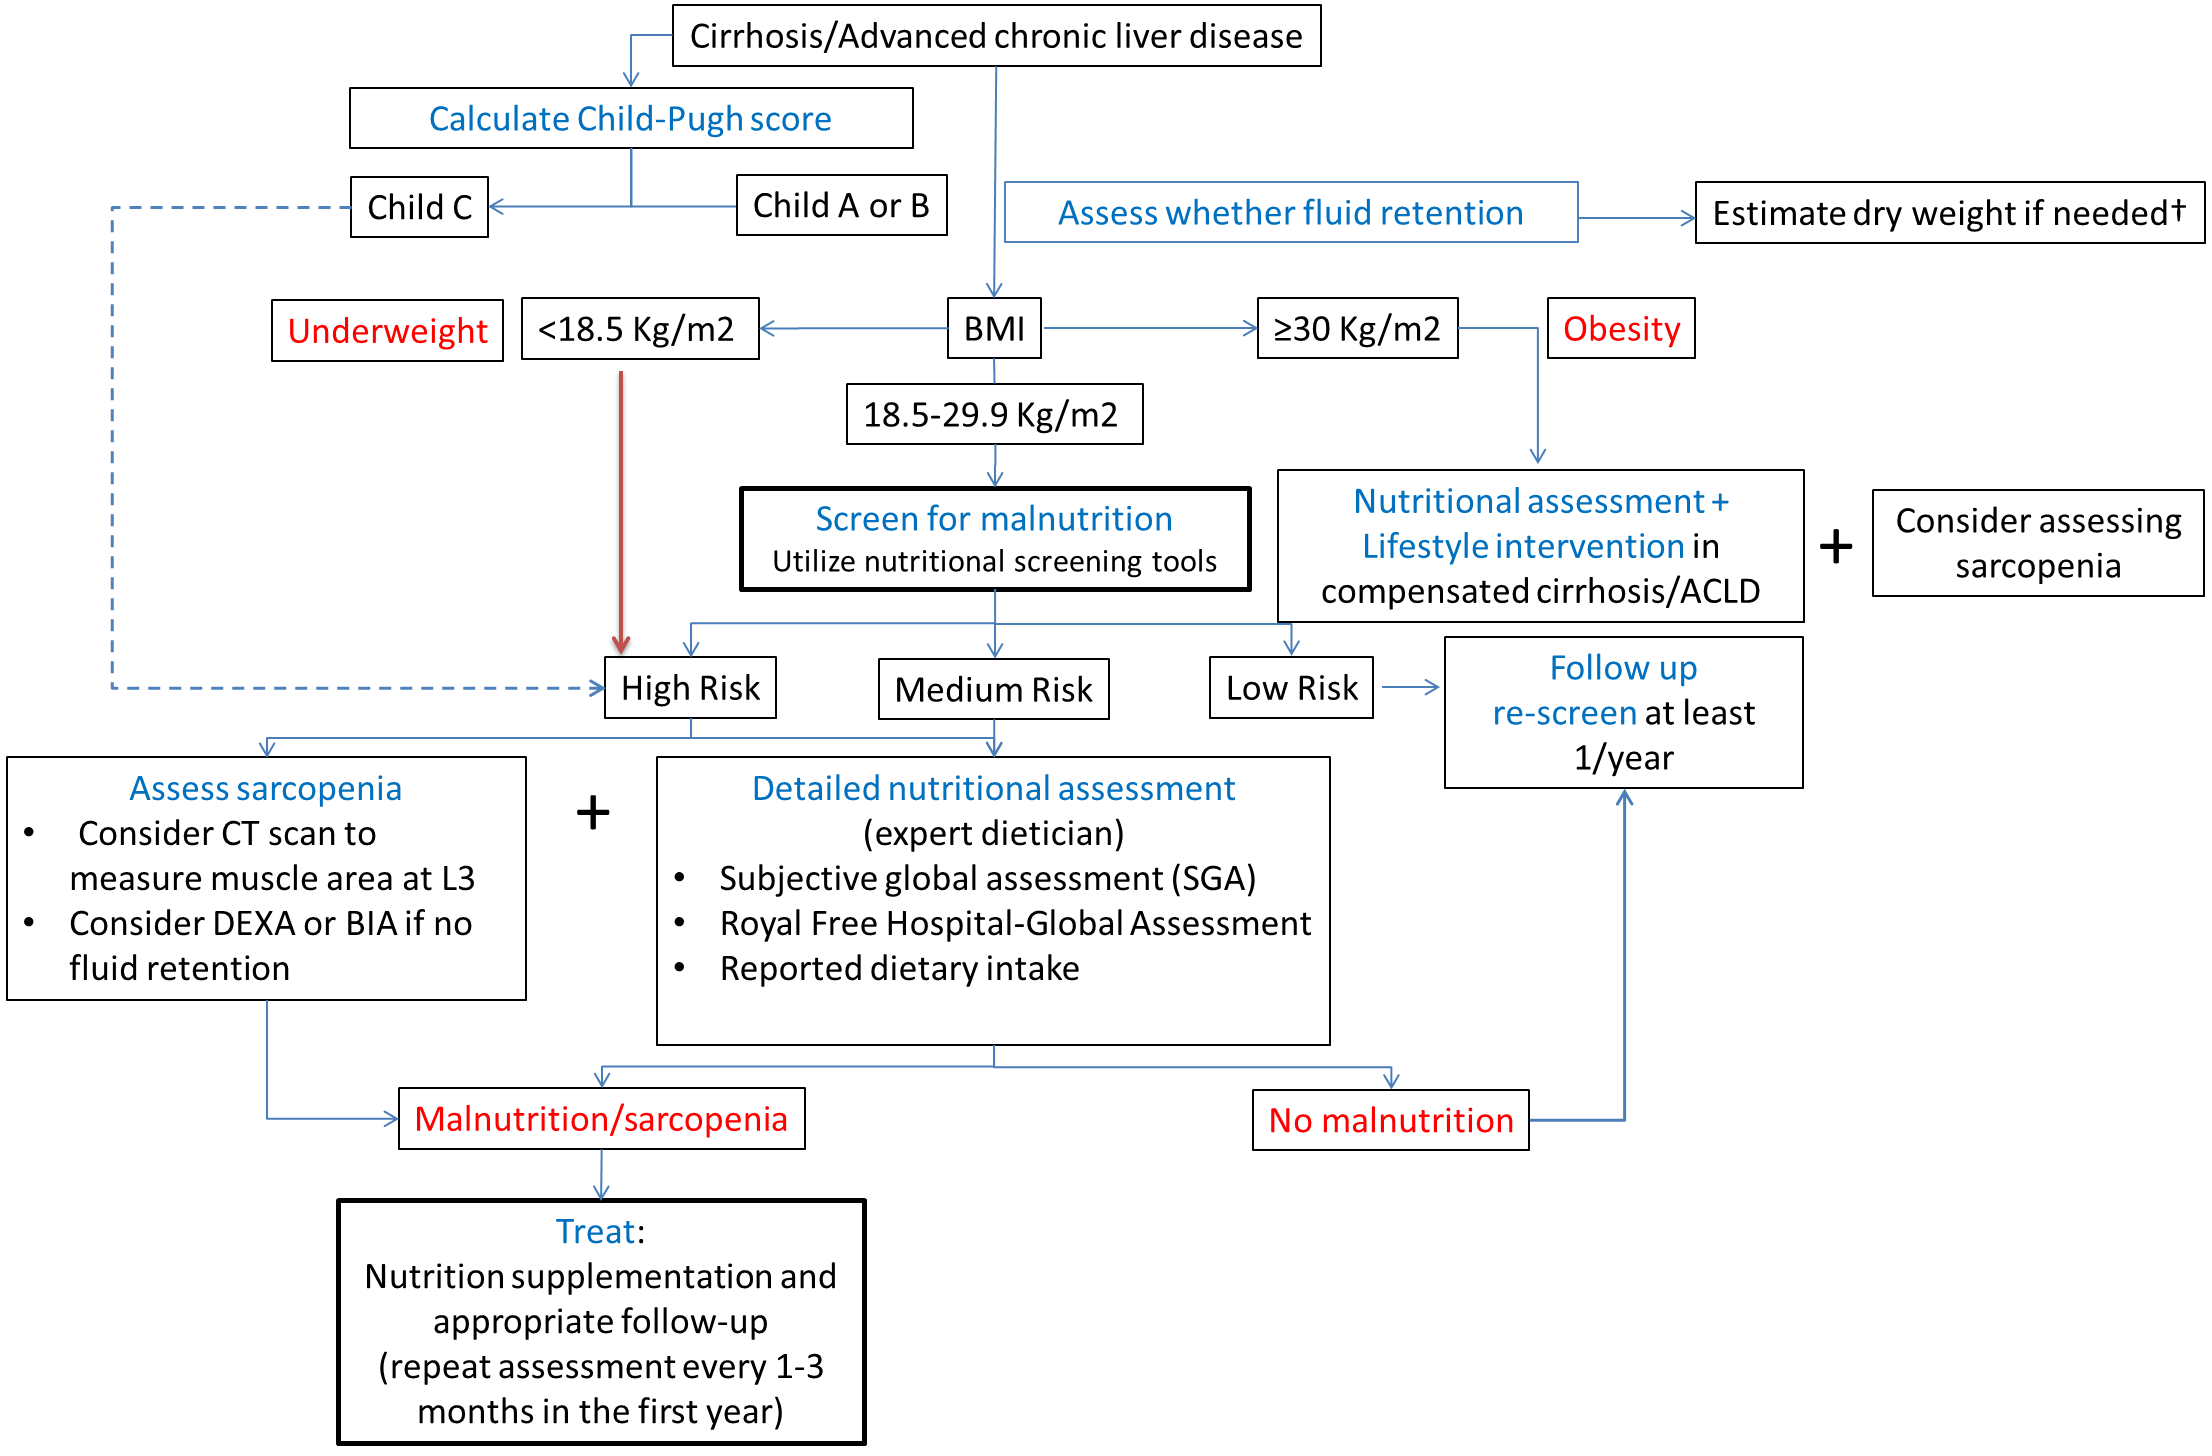 Cirrhosis/Advanced chronic liver disease
Calculate Child-Pugh score
Child C
Child A or B
Assess whether fluid retention
Estimate dry weight if needed†
Underweight
<18.5 Kg/m2
BMI
≥30 Kg/m2
Obesity
18.5-29.9 Kg/m2
Screen for malnutrition
Utilize nutritional screening tools
Nutritional assessment +
Lifestyle intervention in
compensated cirrhosis/ACLD
+
Consider assessing
sarcopenia
High Risk
Medium Risk
Low Risk
Follow up
re-screen at least
1/year
Assess sarcopenia
• Consider CT scan to
measure muscle area at L3
• Consider DEXA or BIA if no
fluid retention
+
Detailed nutritional assessment
(expert dietician)
• Subjective global assessment (SGA)
• Royal Free Hospital-Global Assessment
• Reported dietary intake
Malnutrition/sarcopenia
No malnutrition
Treat:
Nutrition supplementation and
appropriate follow-up
(repeat assessment every 1-3
months in the first year)